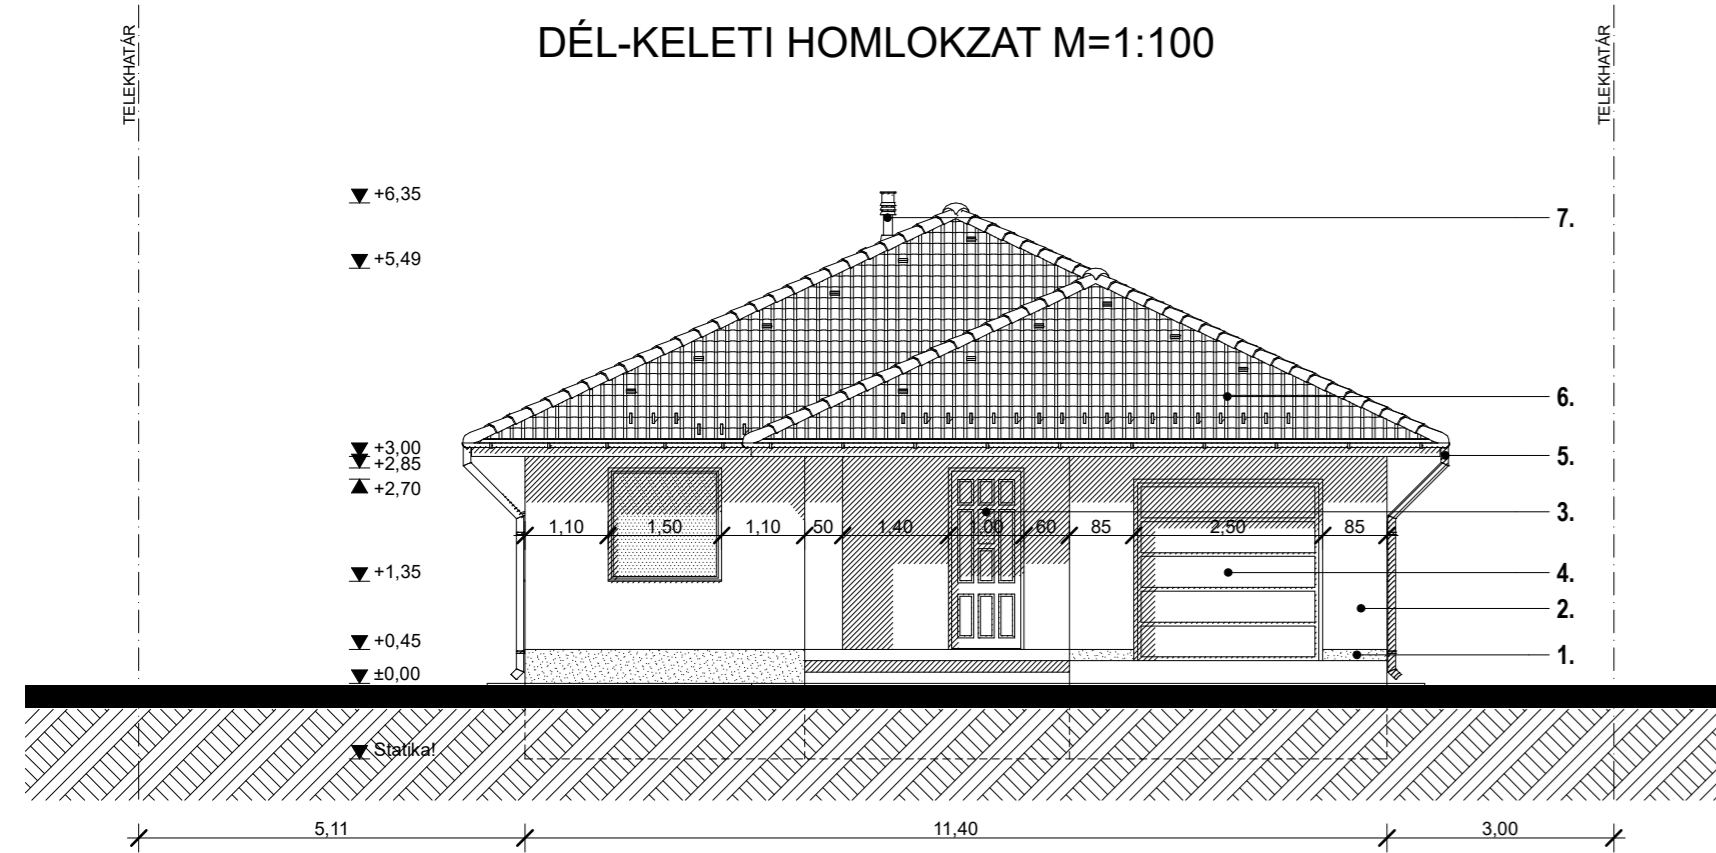 DÉL-KELETI HOMLOKZAT M=1:100
TELEKHATÁR
TELEKHATÁR
+6,35
7.
+5,49
6.
+3,00
+2,85
5.
+2,70
3.
1,10 1,50 1,10 50 1,40 1,00 60 85 2,50 85
+1,35
4.
2.
+0,45
1.
±0,00
Statika!
5,11 11,40 3,00